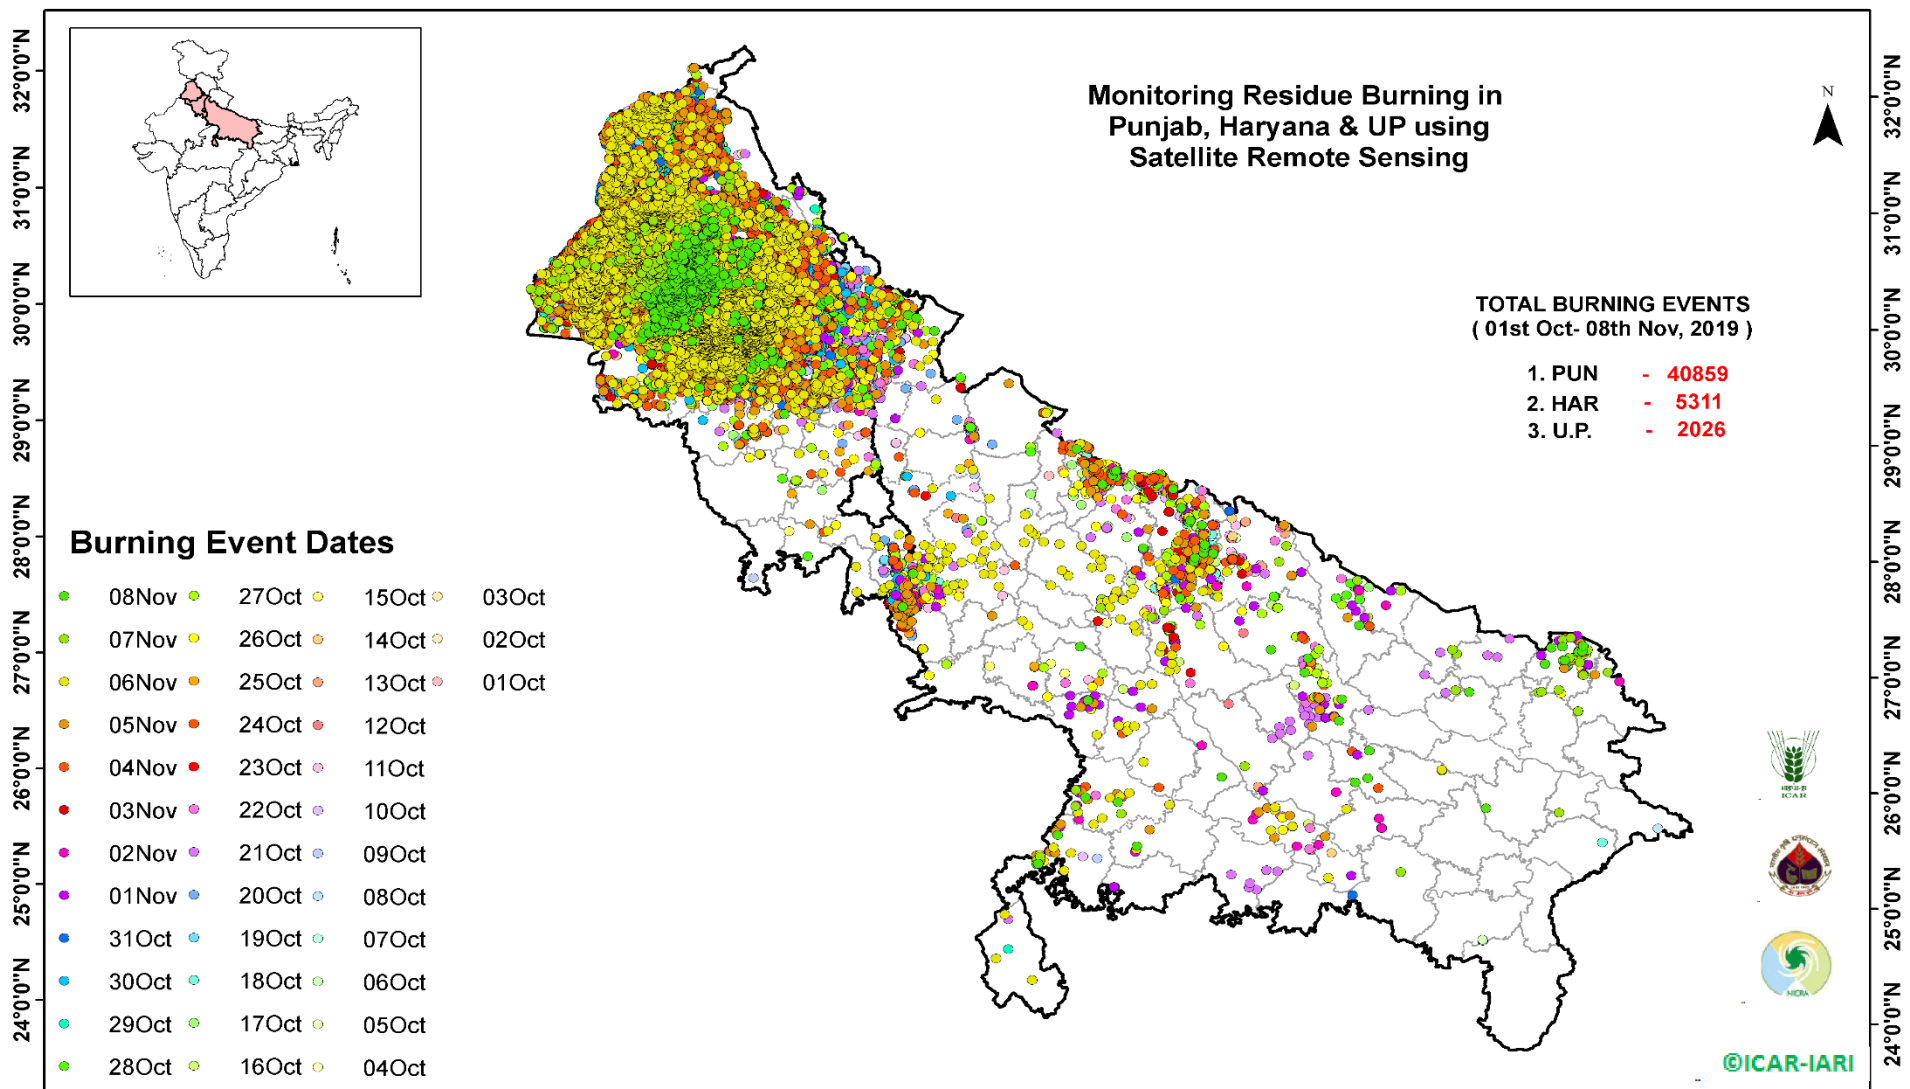 Monitoring Residue Burning in
Punjab, Haryana & UP using
Satellite Remote Sensing
N
TOTAL BURNING EVENTS
( 01st Oct- 08th Nov, 2019 )
1. PUN - 40859
2. HAR - 5311
3. U.P. - 2026
Burning Event Dates
08Nov 27Oct 15Oct 03Oct
07Nov 26Oct 14Oct 02Oct
06Nov 25Oct 13Oct 01Oct
05Nov 24Oct 12Oct
04Nov 23Oct 11Oct
03Nov 22Oct 10Oct
02Nov 21Oct 09Oct
01Nov 20Oct 08Oct
31Oct 19Oct 07Oct
30Oct 18Oct 06Oct
29Oct 17Oct 05Oct
28Oct 16Oct 04Oct
32°0'0"N
31°0'0"N
30°0'0"N
29°0'0"N
28°0'0"N
27°0'0"N
26°0'0"N
25°0'0"N
24°0'0"N
32°0'0"N
31°0'0"N
30°0'0"N
29°0'0"N
28°0'0"N
27°0'0"N
26°0'0"N
25°0'0"N
24°0'0"N
ICAR
NICRA
©ICAR-IARI